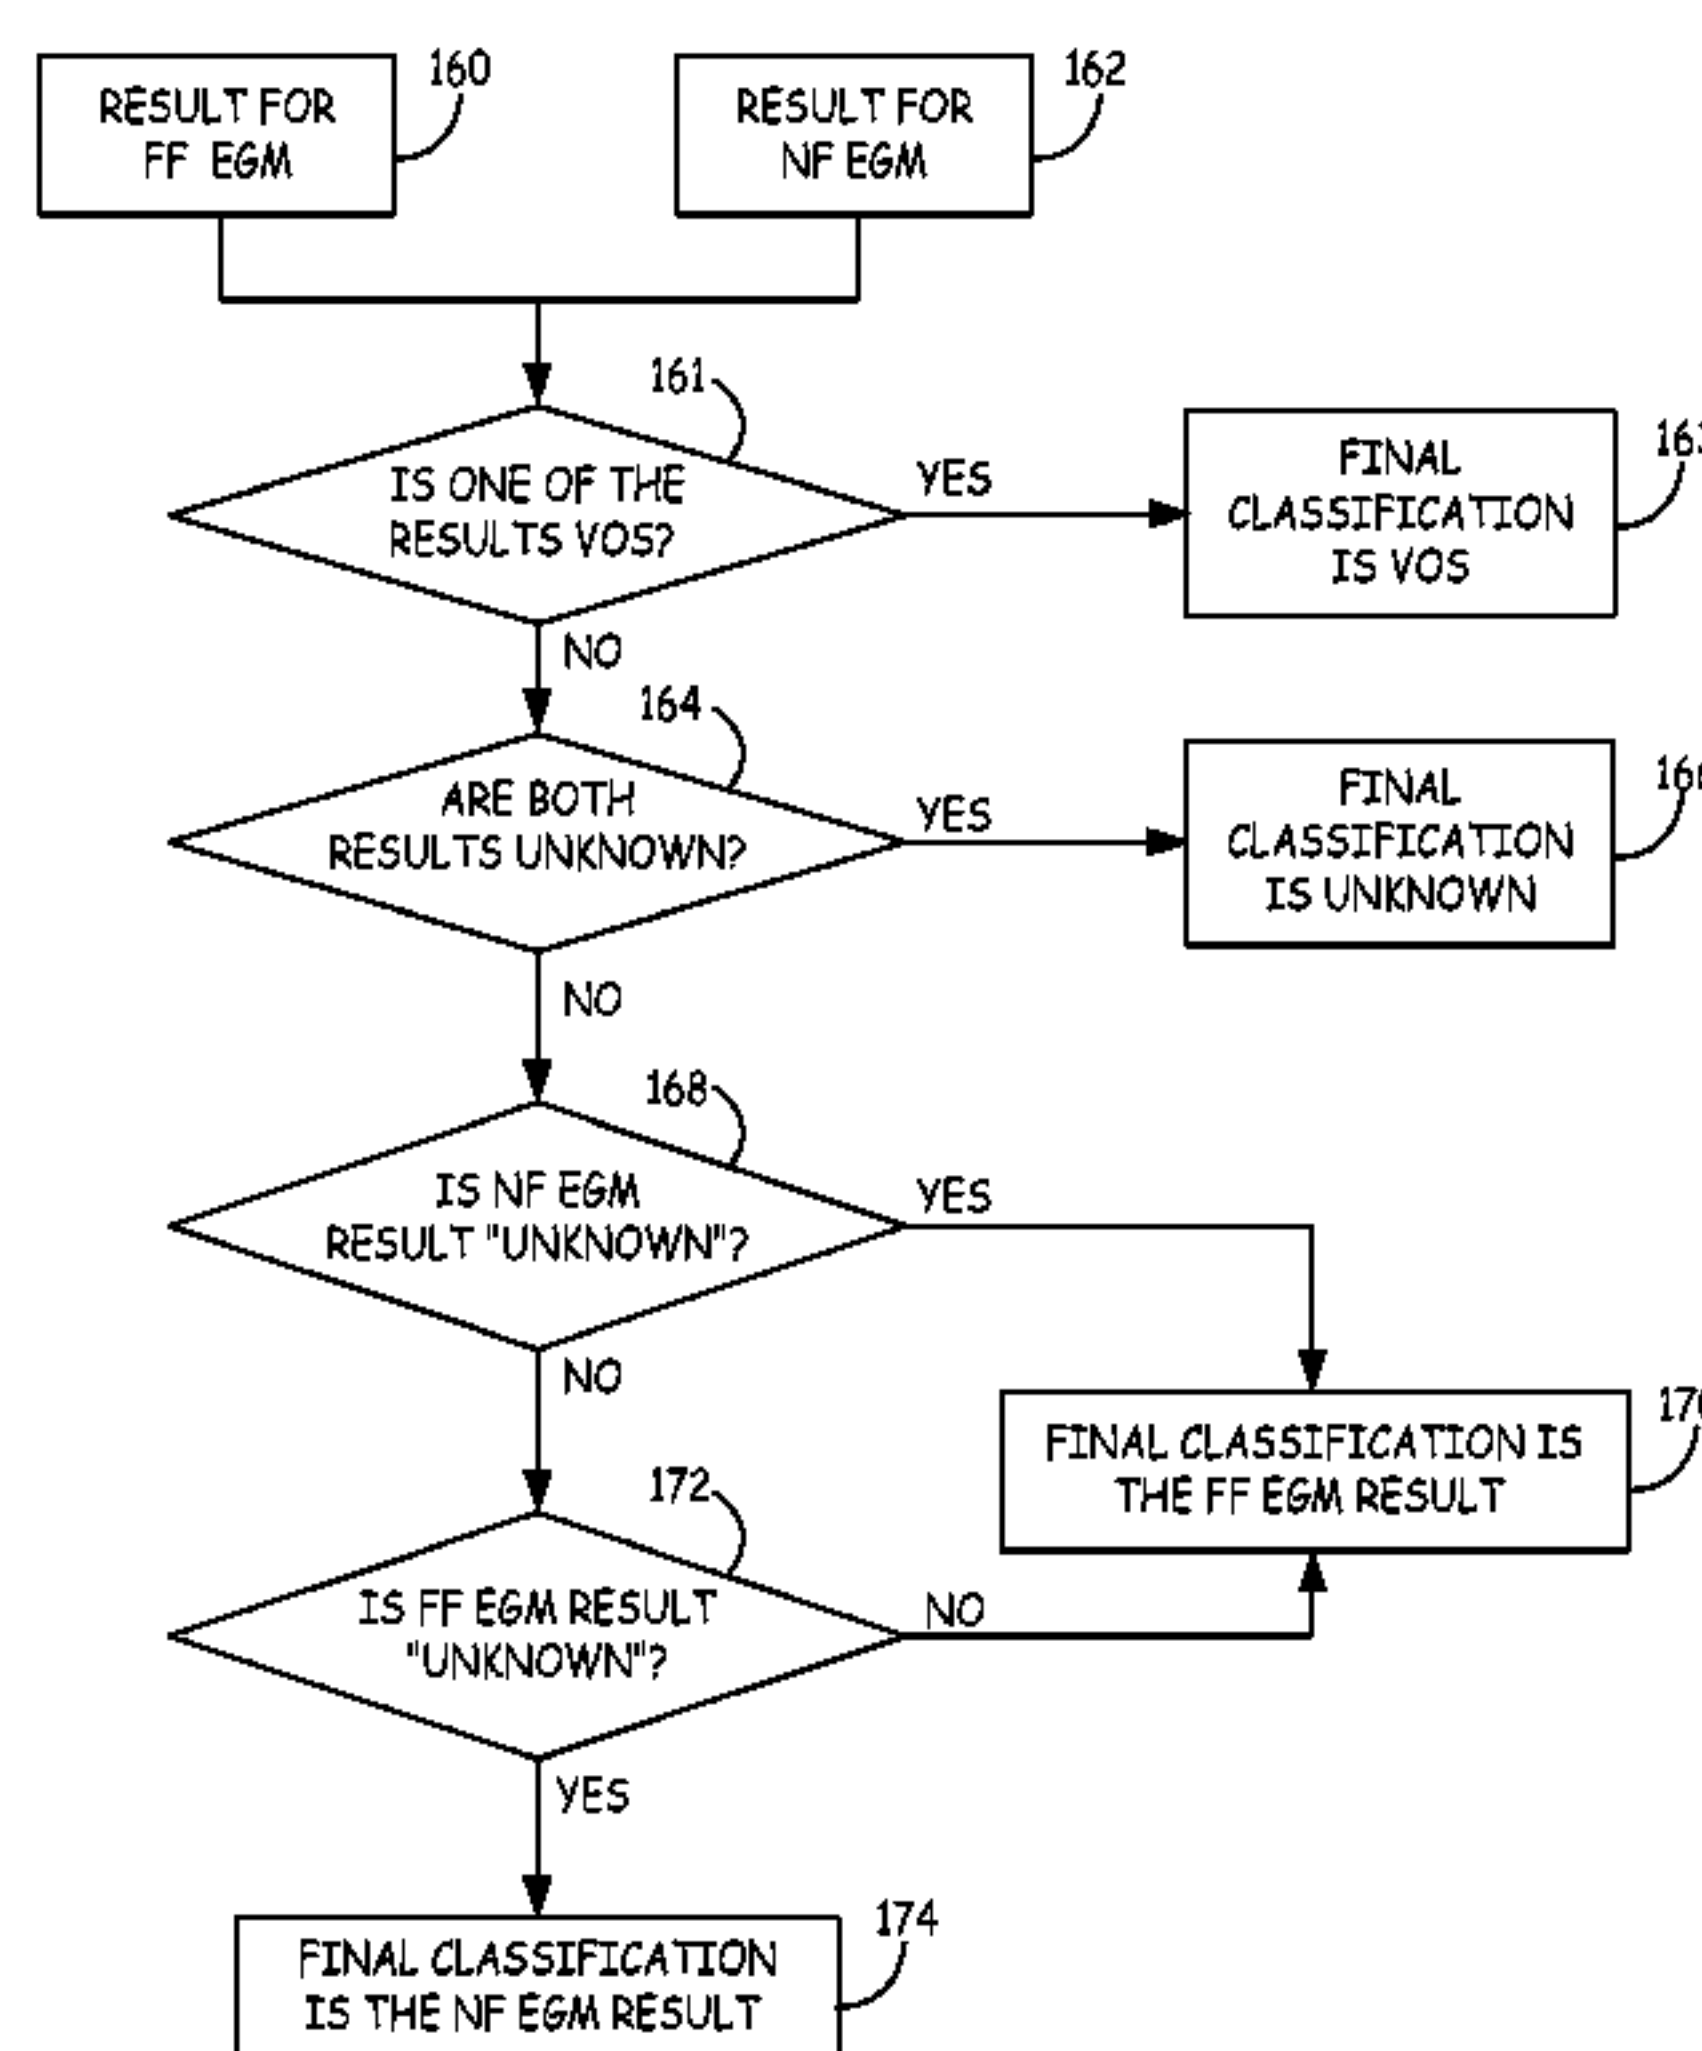 160
RESULT FOR
FF EGM
162
RESULT FOR
NF EGM
161
IS ONE OF THE
RESULTS VOS?
YES
FINAL
CLASSIFICATION
IS VOS
NO
164
ARE BOTH
RESULTS UNKNOWN?
YES
FINAL
CLASSIFICATION
IS UNKNOWN
NO
168
IS NF EGM
RESULT "UNKNOWN"?
YES
NO
FINAL CLASSIFICATION IS
THE FF EGM RESULT
172
IS FF EGM RESULT
"UNKNOWN"?
NO
YES
174
FINAL CLASSIFICATION
IS THE NF EGM RESULT